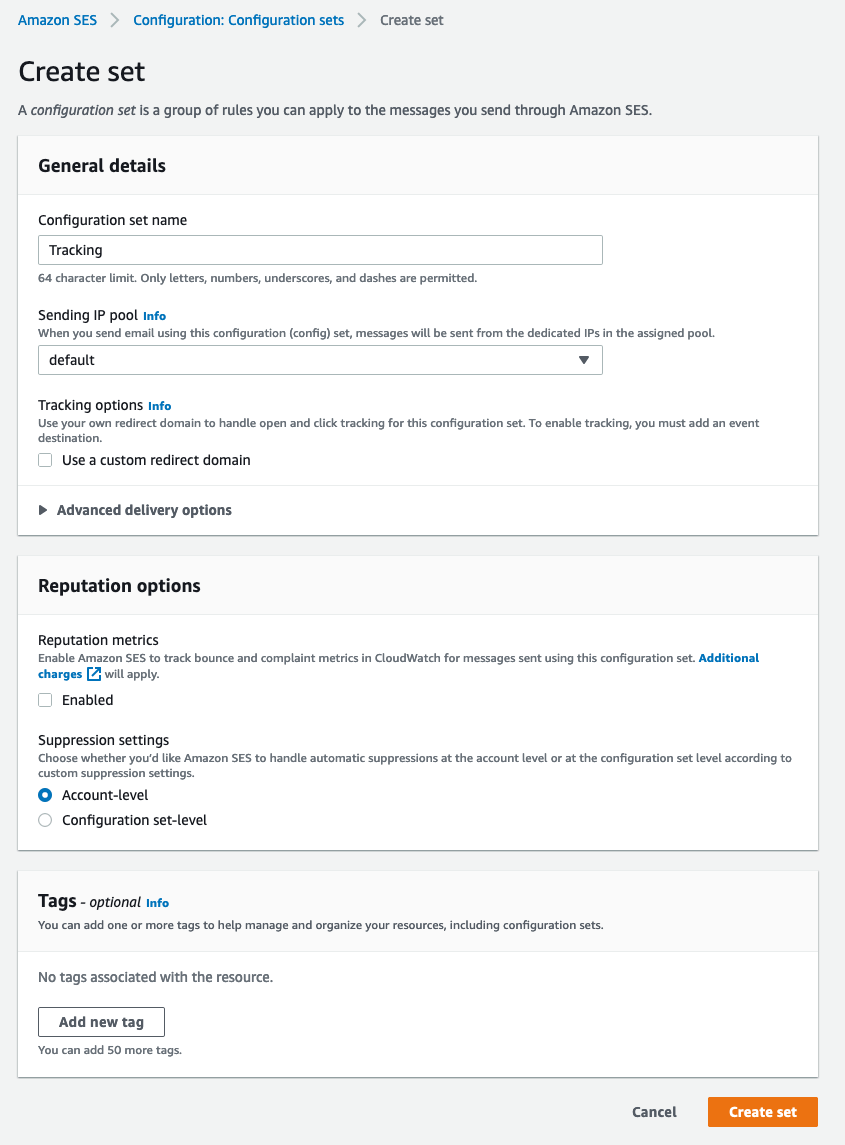 Amazon SES > Configuration: Configuration sets > Create set
Create set
A configuration set is a group of rules you can apply to the messages you send through Amazon SES.
General details
Configuration set name
Tracking
64 character limit. Only letters, numbers, underscores, and dashes are permitted.
Sending IP pool Info
When you send email using this configuration (config) set, messages will be sent from the dedicated IPs in the assigned pool.
default
Tracking options Info
Use your own redirect domain to handle open and click tracking for this configuration set. To enable tracking, you must add an event
destination.
Use a custom redirect domain
Advanced delivery options
Reputation options
Reputation metrics
Enable Amazon SES to track bounce and complaint metrics in CloudWatch for messages sent using this configuration set. Additional
charges will apply.
Enabled
Suppression settings
Choose whether you'd like Amazon SES to handle automatic suppressions at the account level or at the configuration set level according to
custom suppression settings.
Account-level
Configuration set-level
Tags - optional Info
You can add one or more tags to help manage and organize your resources, including configuration sets.
No tags associated with the resource.
Add new tag
You can add 50 more tags.
Cancel Create set